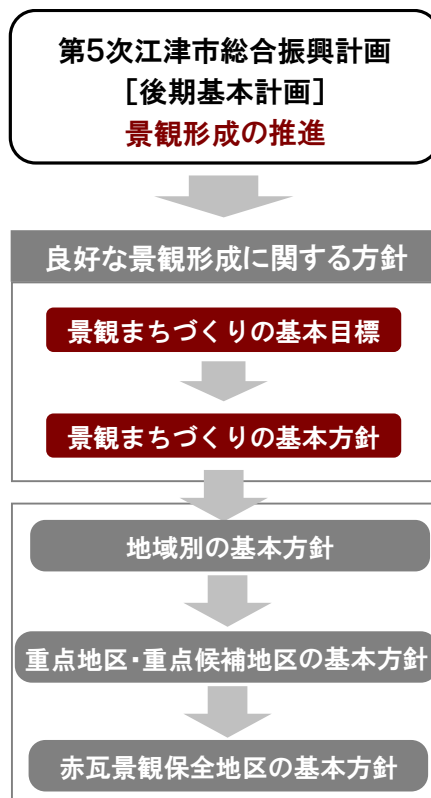 第5次江津市総合振興計画
［後期基本計画］
景観形成の推進
良好な景観形成に関する方針
景観まちづくりの基本目標
景観まちづくりの基本方針
地域別の基本方針
重点地区・重点候補地区の基本方針
赤瓦景観保全地区の基本方針